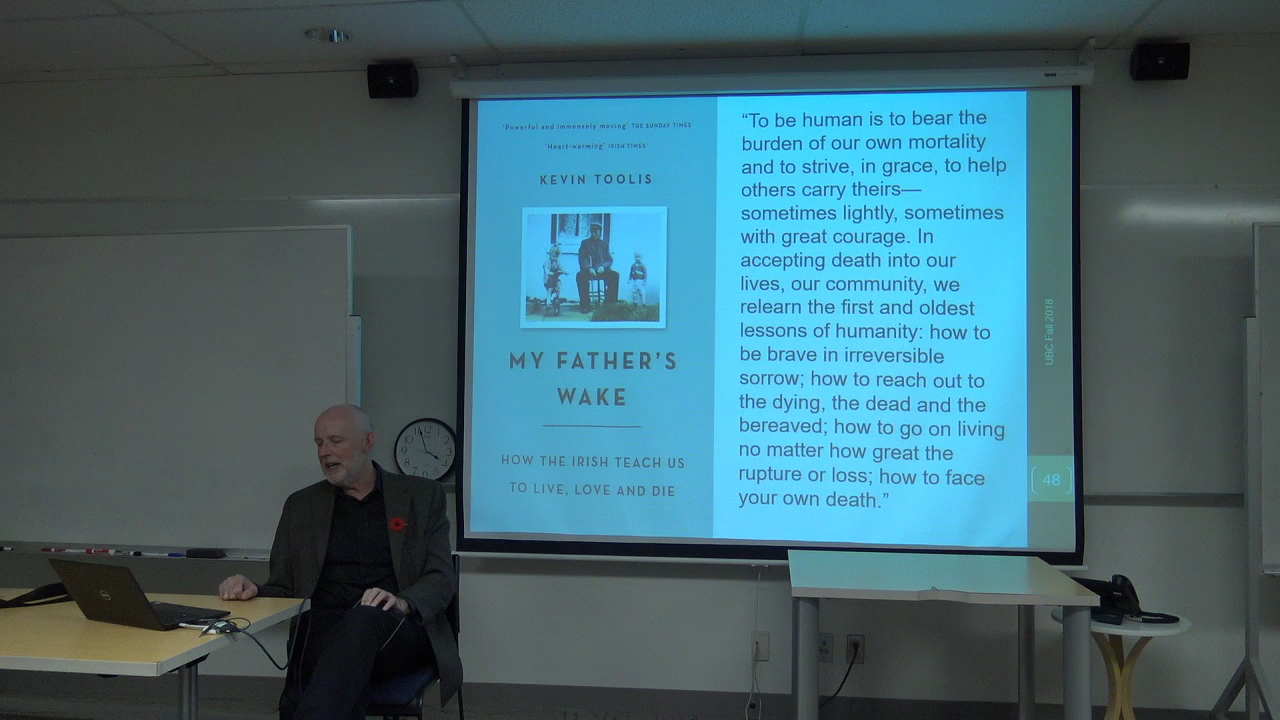 'Powerful and immensely moving' THE SUNDAY TIMES
'Heart-warming' IRISH TIMES
KEVIN TOOLIS
MY FATHER'S
WAKE
HOW THE IRISH TEACH US
TO LIVE, LOVE AND DIE
“To be human is to bear the
burden of our own mortality
and to strive, in grace, to help
others carry theirs—
sometimes lightly, sometimes
with great courage. In
accepting death into our
lives, our community, we
relearn the first and oldest
lessons of humanity: how to
be brave in irreversible
sorrow; how to reach out to
the dying, the dead and the
bereaved; how to go on living
no matter how great the
rupture or loss; how to face
your own death.”
UBC Fall 2018
48
DELL